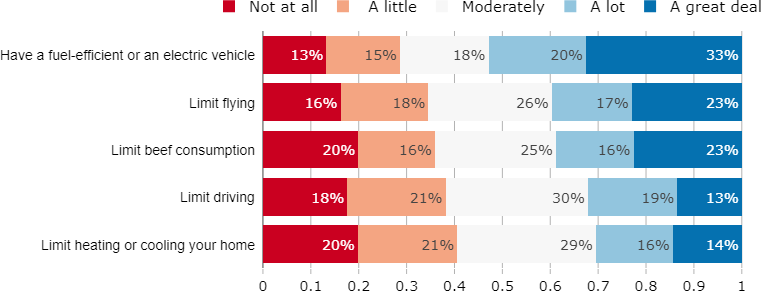 Not at all A little Moderately A lot A great deal
Have a fuel-efficient or an electric vehicle 13% 15% 18% 20% 33%
Limit flying 16% 18% 26% 17% 23%
Limit beef consumption 20% 16% 25% 16% 23%
Limit driving 18% 21% 30% 19% 13%
Limit heating or cooling your home 20% 21% 29% 16% 14%
0 0.1 0.2 0.3 0.4 0.5 0.6 0.7 0.8 0.9 1